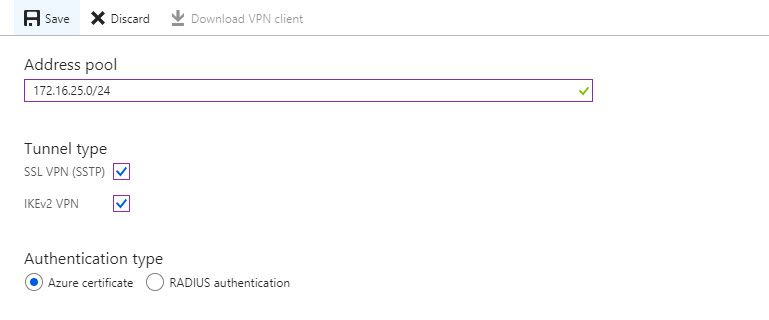 Save Discard Download VPN client
Address pool
172.16.25.0/24
Tunnel type
SSL VPN (SSTP)
IKEv2 VPN
Authentication type
Azure certificate RADIUS authentication